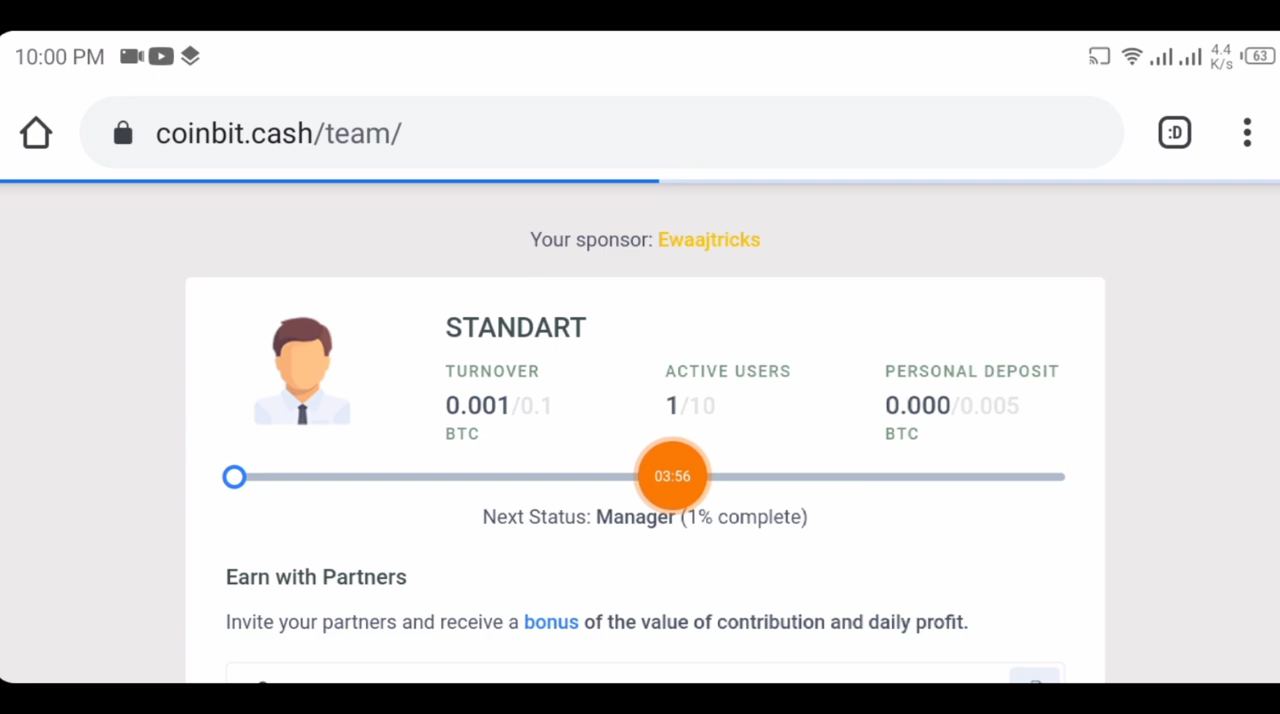 10:00 PM
4.4
K/s
63
coinbit.cash/team/
:D
Your sponsor: Ewaajtricks
STANDART
TURNOVER ACTIVE USERS PERSONAL DEPOSIT
0.001/0.1 1/10 0.000/0.005
BTC BTC
03:56
Next Status: Manager (1% complete)
Earn with Partners
Invite your partners and receive a bonus of the value of contribution and daily profit.